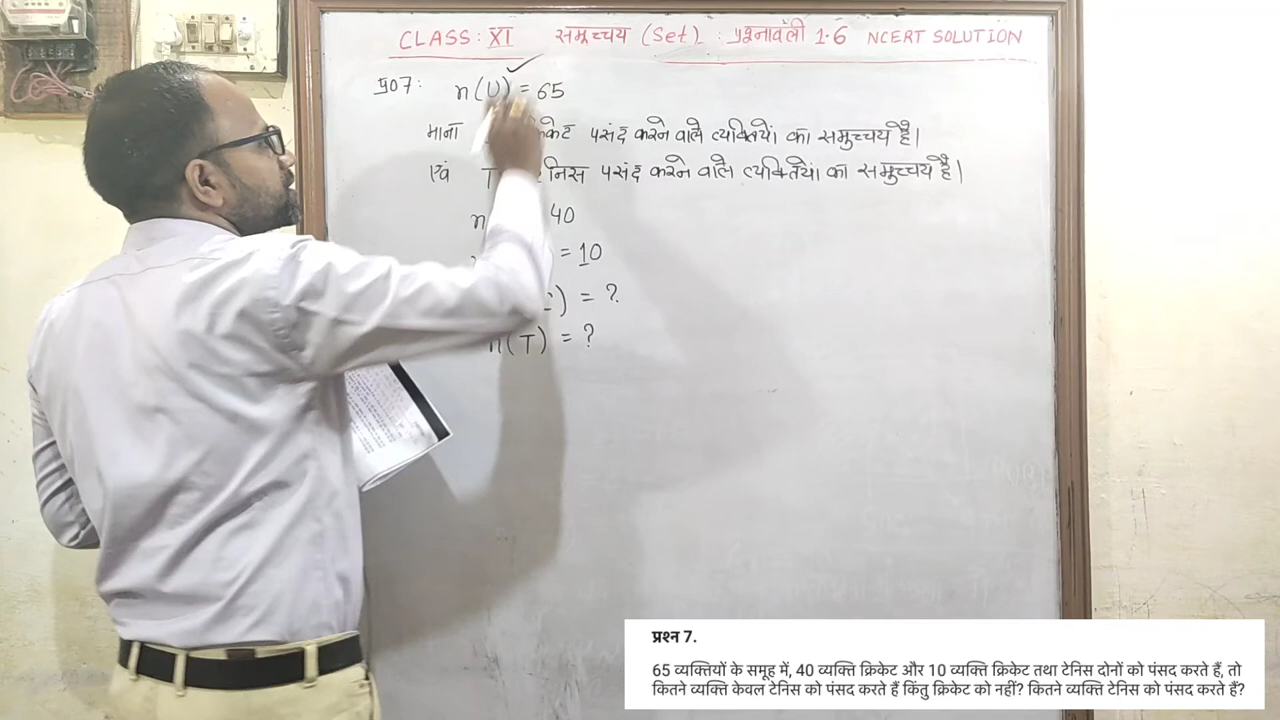 CLASS: XI समुच्चय (Set) : प्रश्नावली 1.6 NCERT SOLUTION
प्र07: n(U) = 65
माना पसंद करने वाले व्यक्तियों का समुच्चय है।
एवं T पसंद करने वाले व्यक्तियों का समुच्चय है।
n 40
= 10
) = ?
n(T) = ?
प्रश्न 7.
65 व्यक्तियों के समूह में, 40 व्यक्ति क्रिकेट और 10 व्यक्ति क्रिकेट तथा टेनिस दोनों को पंसद करते हैं, तो
कितने व्यक्ति केवल टेनिस को पंसद करते हैं किंतु क्रिकेट को नहीं? कितने व्यक्ति टेनिस को पंसद करते हैं?